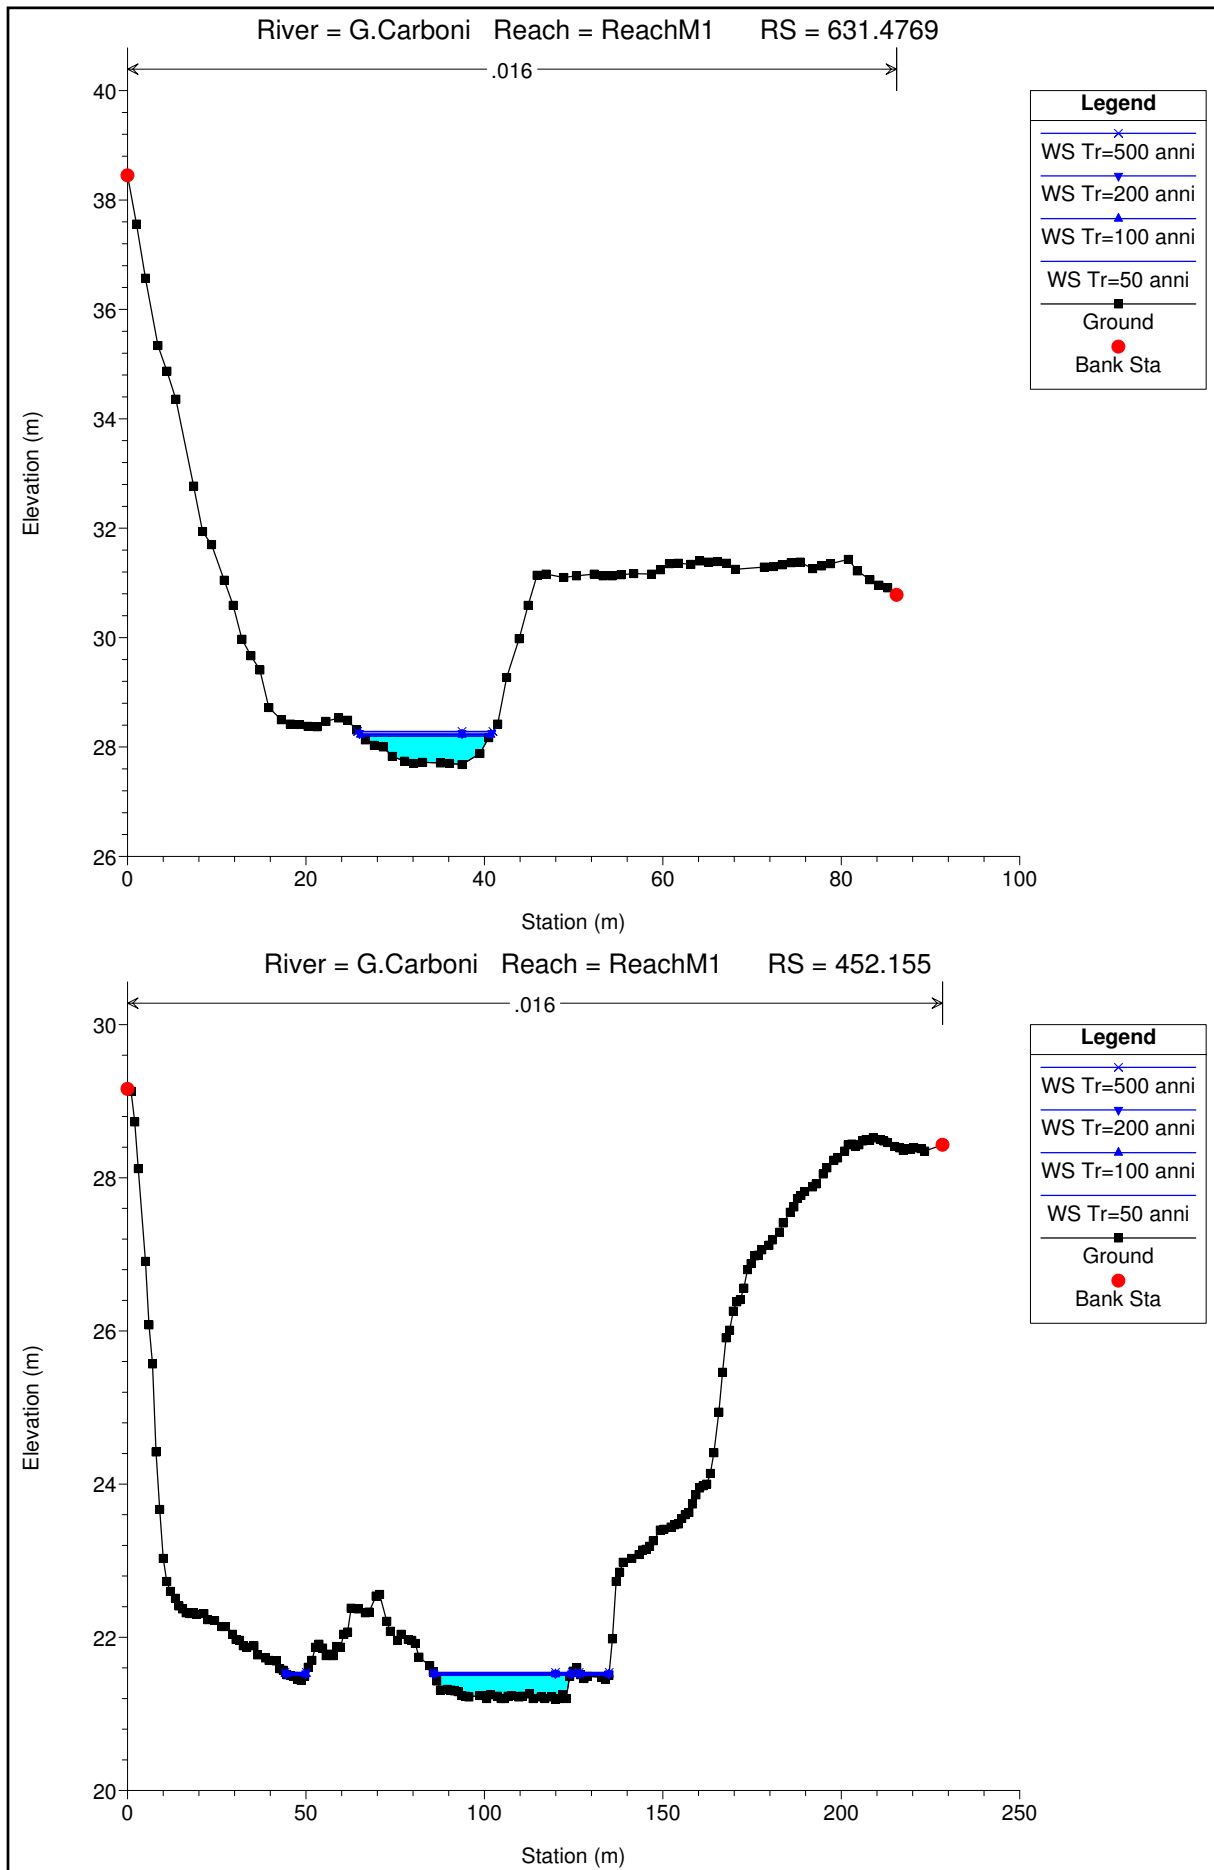 River = G.Carboni Reach = ReachM1 RS = 631.4769
.016
40
38
36
34
32
30
28
26
0 20 40 60 80 100
Elevation (m)
Station (m)
Legend
WS Tr=500 anni
WS Tr=200 anni
WS Tr=100 anni
WS Tr=50 anni
Ground
Bank Sta
River = G.Carboni Reach = ReachM1 RS = 452.155
.016
30
28
26
24
22
20
0 50 100 150 200 250
Elevation (m)
Station (m)
Legend
WS Tr=500 anni
WS Tr=200 anni
WS Tr=100 anni
WS Tr=50 anni
Ground
Bank Sta